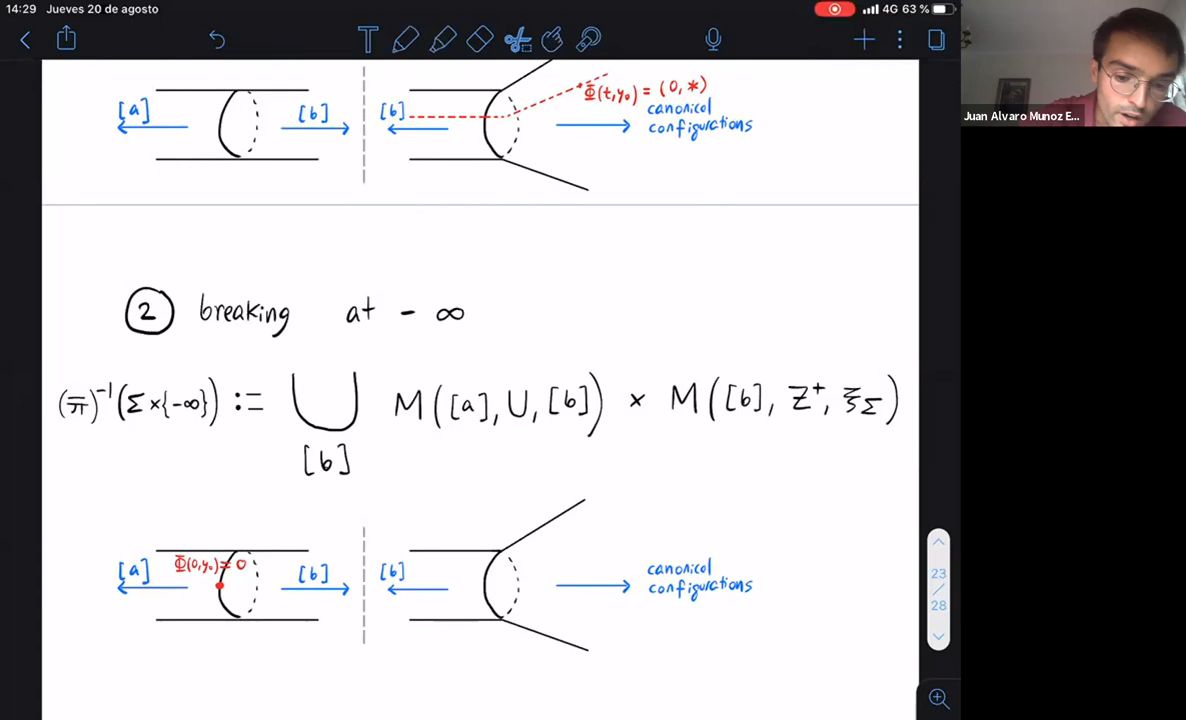 14:29 Jueves 20 de agosto
4G 63 %
[a] [b] [b] Φ(t,y₀) = (0, *)
canonical
configurations
Juan Alvaro Munoz E...
② breaking at - ∞
(π̄)⁻¹(Σ×{-∞}) := ⋃ M([a], U, [b]) × M([b], Z⁺, ξ_Σ)
[b]
[a] Φ(0,y₀)=0 [b] [b] canonical
configurations
23
/
28